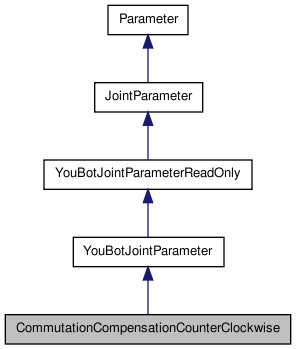 Parameter
JointParameter
YouBotJointParameterReadOnly
YouBotJointParameter
CommutationCompensationCounterClockwise